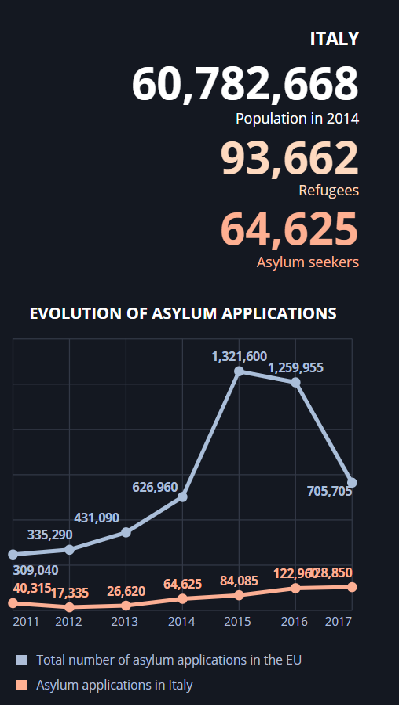 ITALY
60,782,668
Population in 2014
93,662
Refugees
64,625
Asylum seekers
EVOLUTION OF ASYLUM APPLICATIONS
1,321,600
1,259,955
626,960
705,705
431,090
335,290
309,040
40,315
17,335
26,620
64,625
84,085
2011 2012 2013 2014 2015 2016 2017
Total number of asylum applications in the EU
Asylum applications in Italy